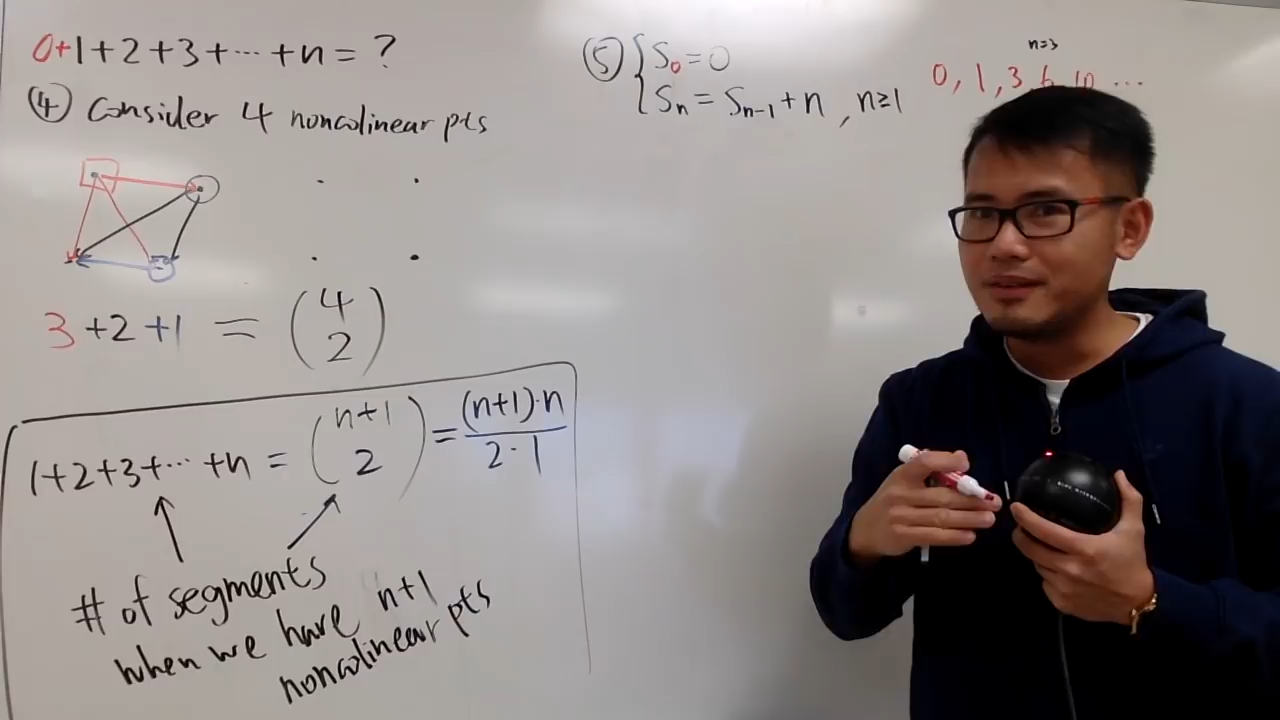 0+1+2+3+⋯+n=?
④ Consider 4 noncolinear pts
3+2+1 = (4 2)
1+2+3+⋯+n = (n+1 2) = (n+1)·n / 2·1
# of segments
when we have n+1
noncolinear pts
⑤ { S₀=0
Sₙ=Sₙ₋₁+n, n≥1
n=3
0, 1, 3, 6, 10 ⋯